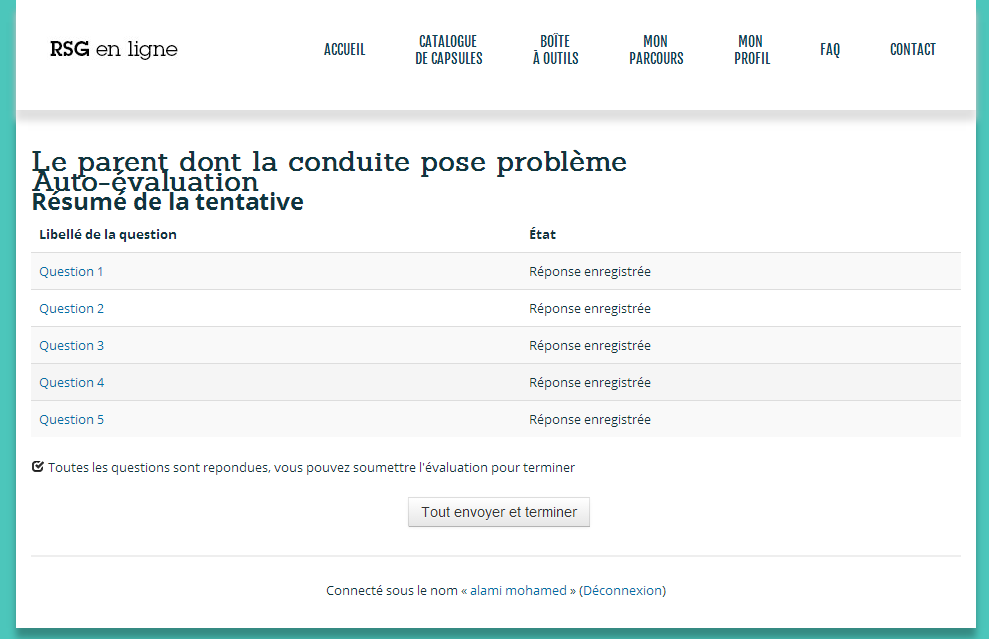 RSG en ligne
ACCUEIL
CATALOGUE
DE CAPSULES
BOÎTE
À OUTILS
MON
PARCOURS
MON
PROFIL
FAQ
CONTACT
Le parent dont la conduite pose problème
Auto-évaluation
Résumé de la tentative
Libellé de la question État
Question 1 Réponse enregistrée
Question 2 Réponse enregistrée
Question 3 Réponse enregistrée
Question 4 Réponse enregistrée
Question 5 Réponse enregistrée
Toutes les questions sont repondues, vous pouvez soumettre l'évaluation pour terminer
Tout envoyer et terminer
Connecté sous le nom « alami mohamed » (Déconnexion)